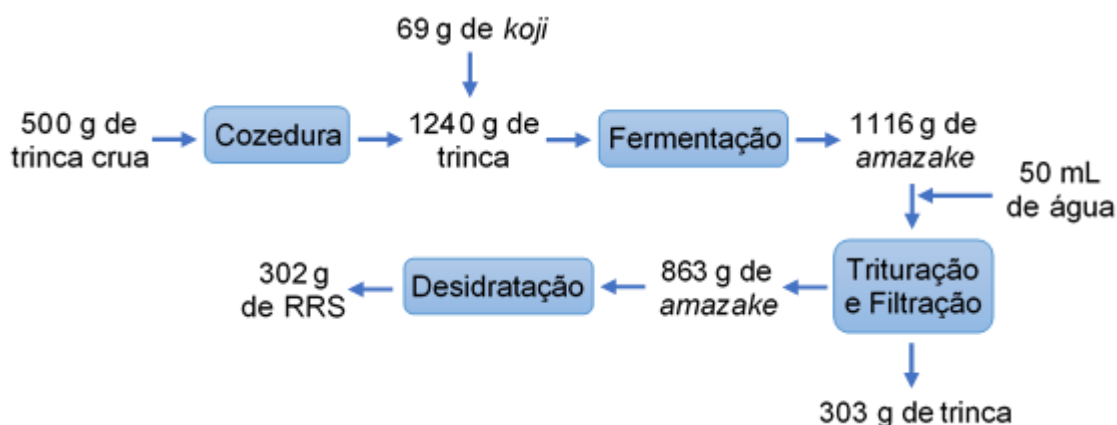 69 g de koji
500 g de
trinca crua
Cozedura
1240 g de
trinca
Fermentação
1116 g de
amazake
50 mL
de água
Trituração
e Filtração
863 g de
amazake
Desidratação
302 g
de RRS
303 g de trinca